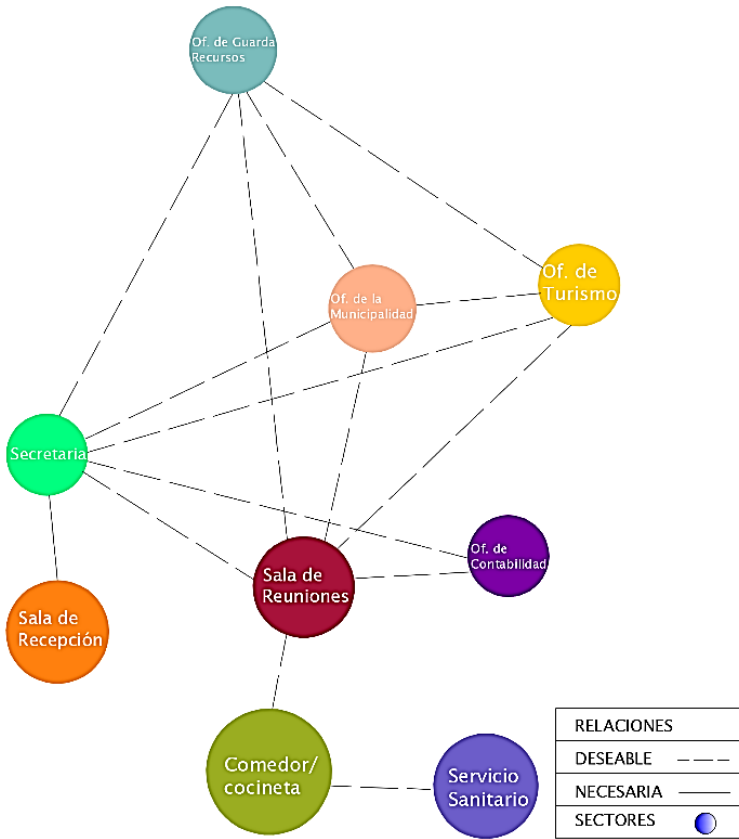 Of. de Guarda
Recursos
Of. de
Turismo
Of. de la
Municipalidad
Secretaria
Of. de
Contabilidad
Sala de
Reuniones
Sala de
Recepción
Comedor/
cocineta
Servicio
Sanitario
RELACIONES
DESEABLE
NECESARIA
SECTORES